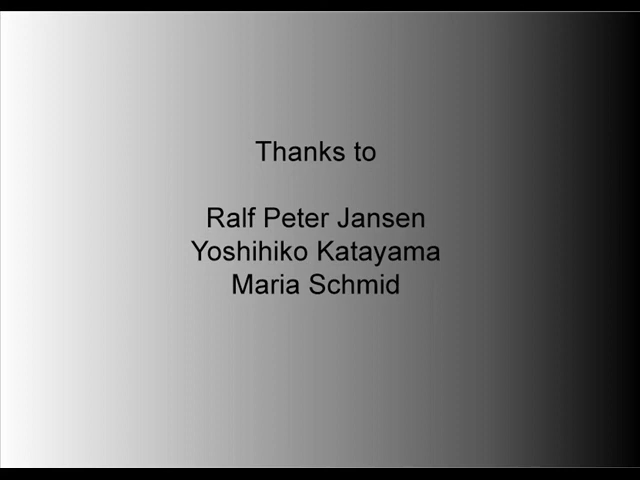 Thanks to
Ralf Peter Jansen
Yoshihiko Katayama
Maria Schmid